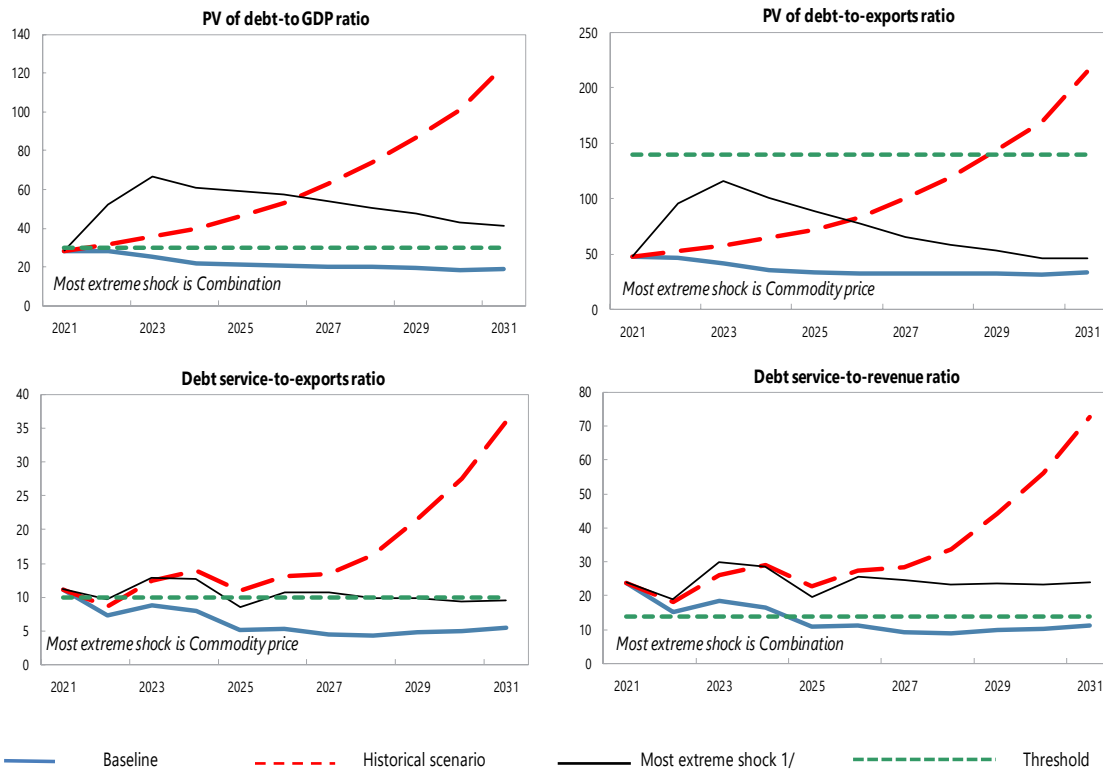 PV of debt-to GDP ratio
140
120
100
80
60
40
20
0
Most extreme shock is Combination
2021 2023 2025 2027 2029 2031
PV of debt-to-exports ratio
250
200
150
100
50
0
Most extreme shock is Commodity price
2021 2023 2025 2027 2029 2031
Debt service-to-exports ratio
40
35
30
25
20
15
10
5
0
Most extreme shock is Commodity price
2021 2023 2025 2027 2029 2031
Debt service-to-revenue ratio
80
70
60
50
40
30
20
10
0
Most extreme shock is Combination
2021 2023 2025 2027 2029 2031
Baseline Historical scenario Most extreme shock 1/ Threshold